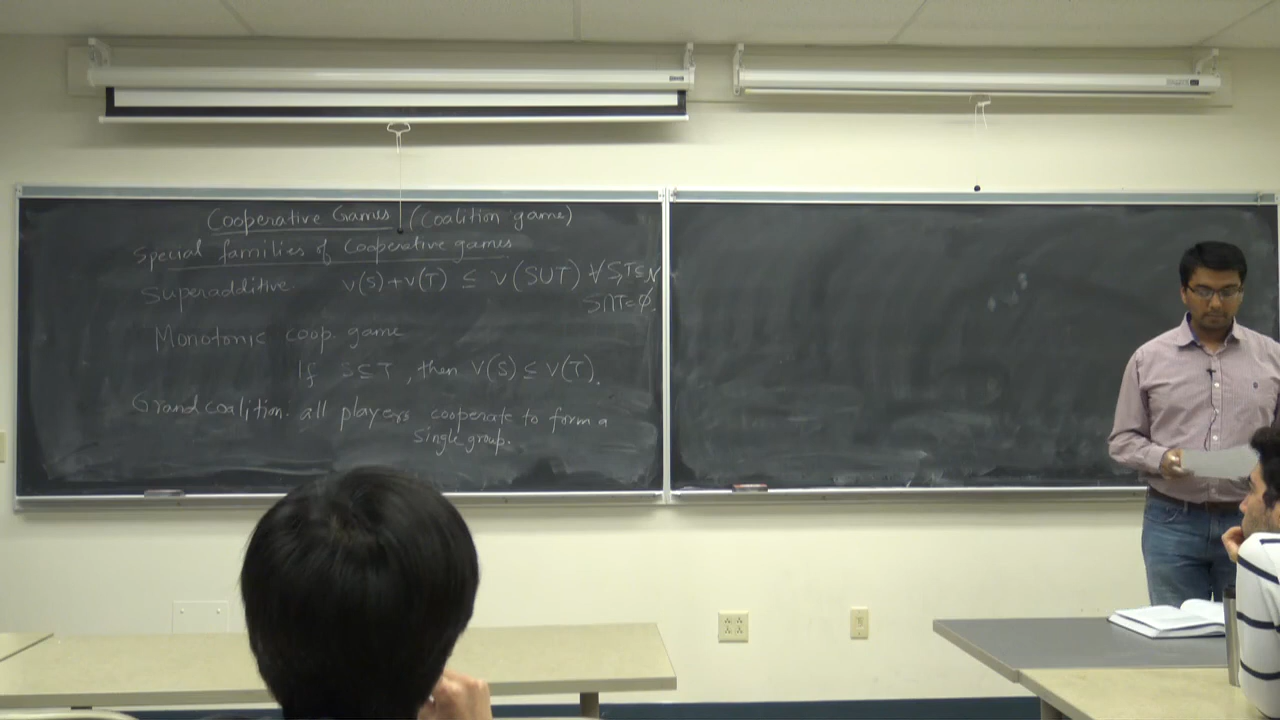 Cooperative Games (Coalition game)
Special families of Cooperative games
Superadditive. v(S)+v(T) ≤ v(S∪T) ∀ S,T⊆N
S∩T=∅.
Monotonic coop. game
If S⊆T, then V(S) ≤ V(T).
Grand coalition. all players cooperate to form a
single group.